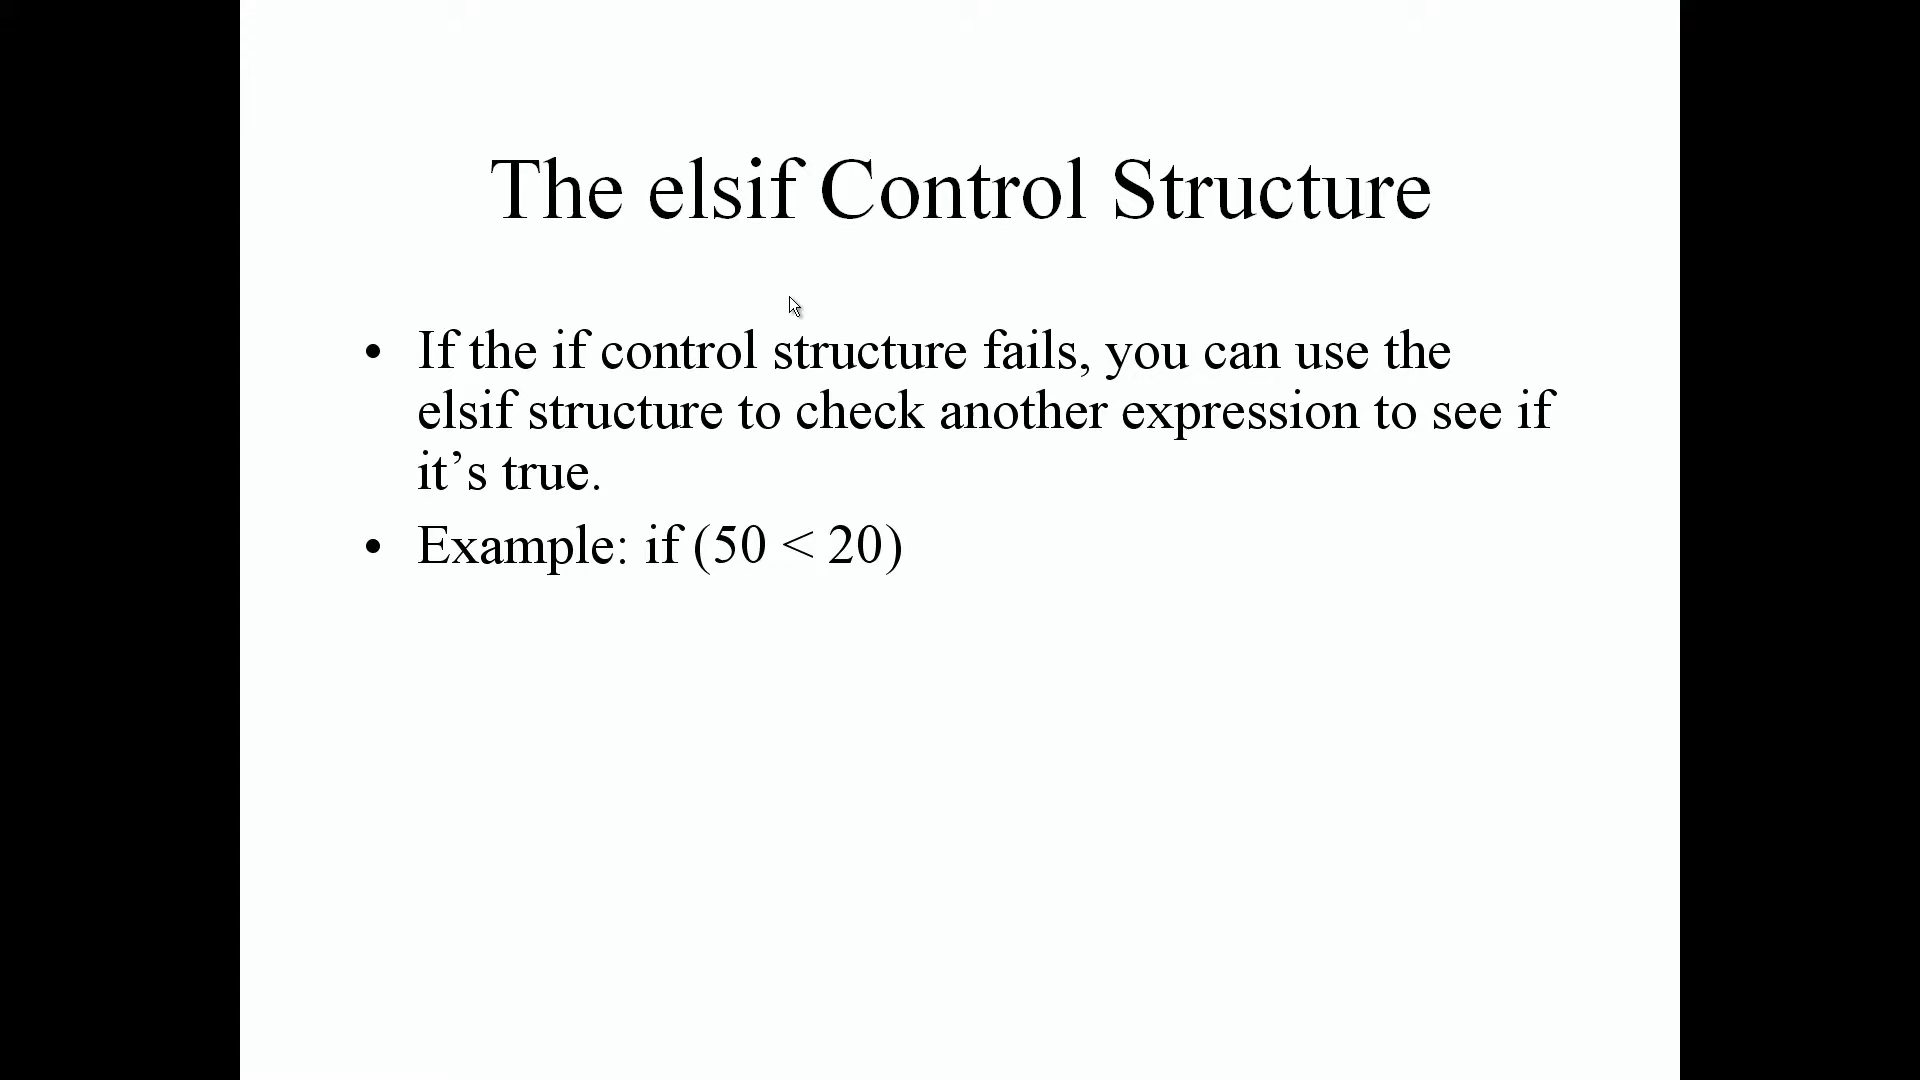 The elsif Control Structure
• If the if control structure fails, you can use the
elsif structure to check another expression to see if
it’s true.
• Example: if (50 < 20)